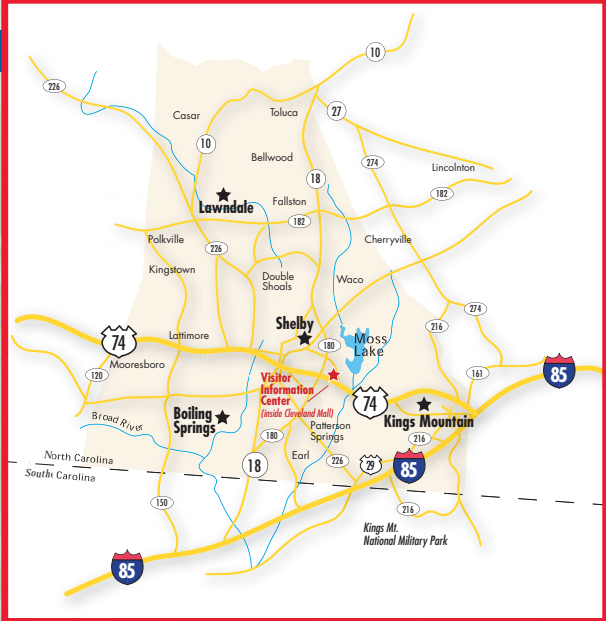 10
226
27
Casar
Toluca
10
Bellwood
274
Lincolnton
18
182
Lawndale
Fallston
182
Polkville
226
Cherryville
Kingstown
Double
Shoals
Waco
274
216
Shelby
74
Lattimore
180
Moss
Lake
Mooresboro
120
161
85
Visitor
Information
Center
(inside Cleveland Mall)
74
Boiling
Springs
Kings Mountain
Broad River
180
Patterson
Springs
216
North Carolina
Earl
18
226
29
85
South Carolina
150
216
Kings Mt.
National Military Park
85